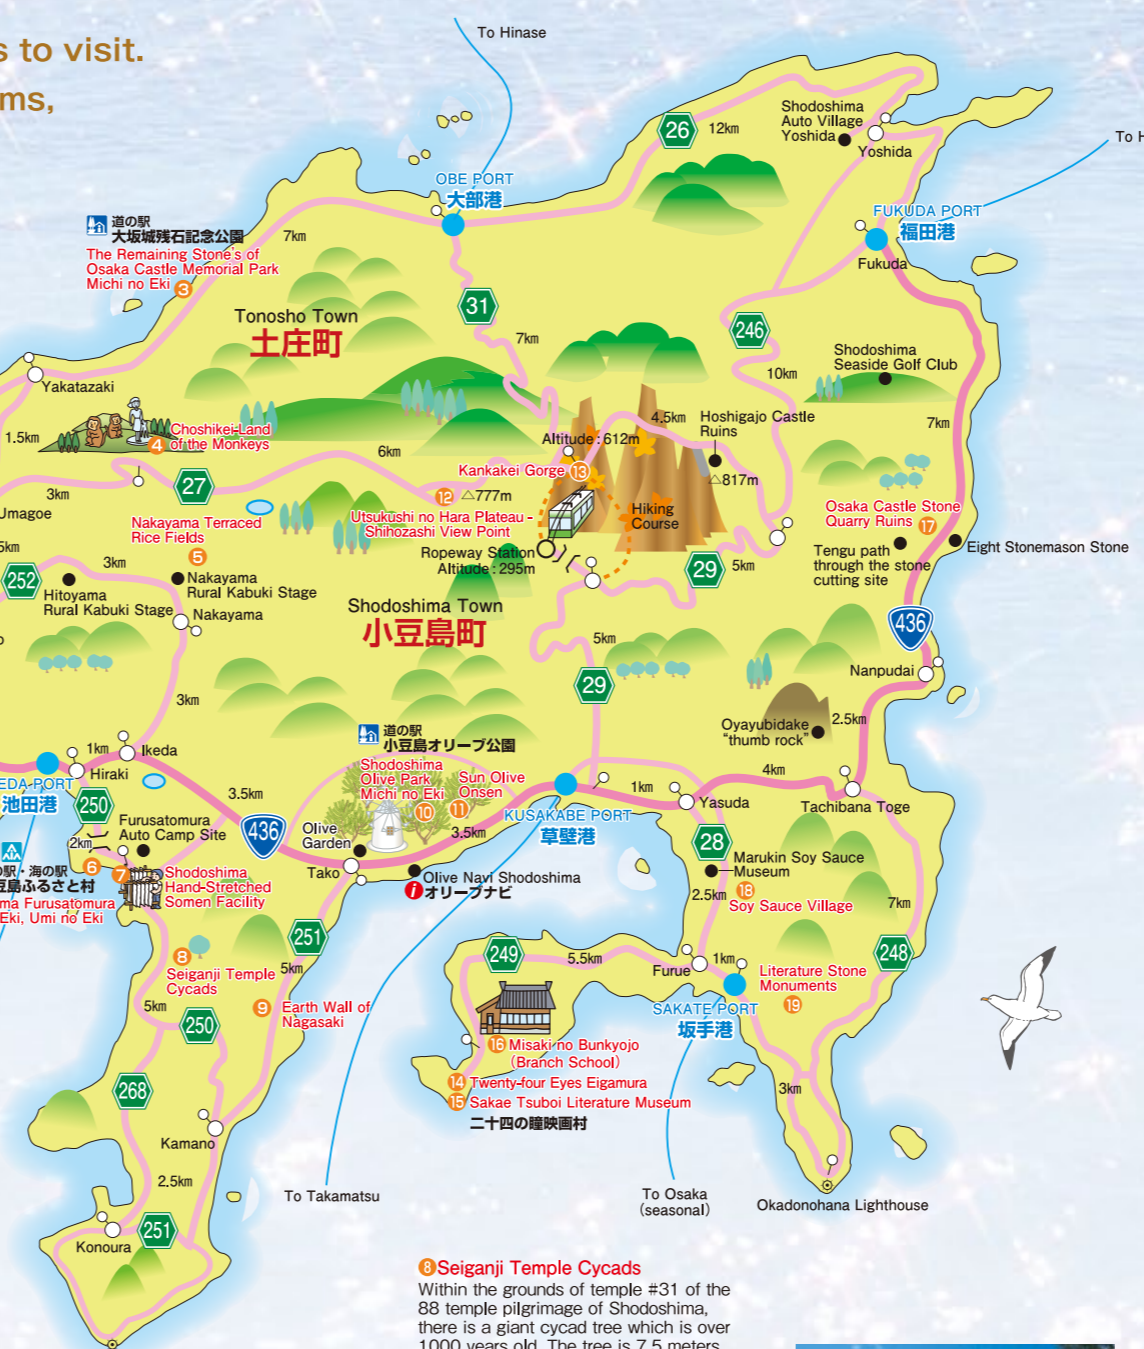 s to visit.
ms,
To Hinase
26
12km
Shodoshima
Auto Village
Yoshida
Yoshida
To H
OBE PORT
大部港
FUKUDA PORT
福田港
Fukuda
道の駅
大坂城残石記念公園
The Remaining Stone's of
Osaka Castle Memorial Park
Michi no Eki 3
7km
Tonosho Town
土庄町
31
7km
246
10km
Shodoshima
Seaside Golf Club
7km
Yakatazaki
1.5km
4 Choshikei-Land
of the Monkeys
4.5km
Hoshigajo Castle
Ruins
△817m
Altitude:612m
Kankakei Gorge 13
6km
27
3km
Umagoe
12 △777m
Utsukushi no Hara Plateau -
Shihozashi View Point
Hiking
Course
Ropeway Station
Altitude:295m
Osaka Castle Stone
Quarry Ruins 17
Tengu path
through the stone
cutting site
Eight Stonemason Stone
Nakayama Terraced
Rice Fields
5
5km
3km
252
Hitoyama
Rural Kabuki Stage
Nakayama
Rural Kabuki Stage
Nakayama
29
5km
Shodoshima Town
小豆島町
436
5km
29
Nanpudai
3km
Oyayubidake
"thumb rock"
2.5km
道の駅
小豆島オリーブ公園
Shodoshima
Olive Park
Michi no Eki 10
Sun Olive
Onsen
11
1km
Ikeda
Hiraki
EDA PORT
池田港
250
3.5km
436
4km
1km
Yasuda
Tachibana Toge
KUSAKABE PORT
草壁港
3.5km
Olive
Garden
Tako
Olive Navi Shodoshima
i オリーブナビ
Furusatomura
Auto Camp Site
2km
6
7
Shodoshima
Hand-Stretched
Somen Facility
の駅・海の駅
豆島ふるさと村
ma Furusatomura
Eki, Umi no Eki
28
Marukin Soy Sauce
Museum
2.5km
18
Soy Sauce Village
7km
248
251
5km
8
Seiganji Temple
Cycads
9 Earth Wall of
Nagasaki
5km
250
249
5.5km
Furue
1km
SAKATE PORT
坂手港
Literature Stone
Monuments
19
16 Misaki no Bunkyojo
(Branch School)
14 Twenty-four Eyes Eigamura
15 Sakae Tsuboi Literature Museum
二十四の瞳映画村
268
Kamano
3km
2.5km
To Takamatsu
To Osaka
(seasonal)
Okadonohana Lighthouse
251
Konoura
8 Seiganji Temple Cycads
Within the grounds of temple #31 of the
88 temple pilgrimage of Shodoshima,
there is a giant cycad tree which is over
1000 years old. The tree is 7.5 meters